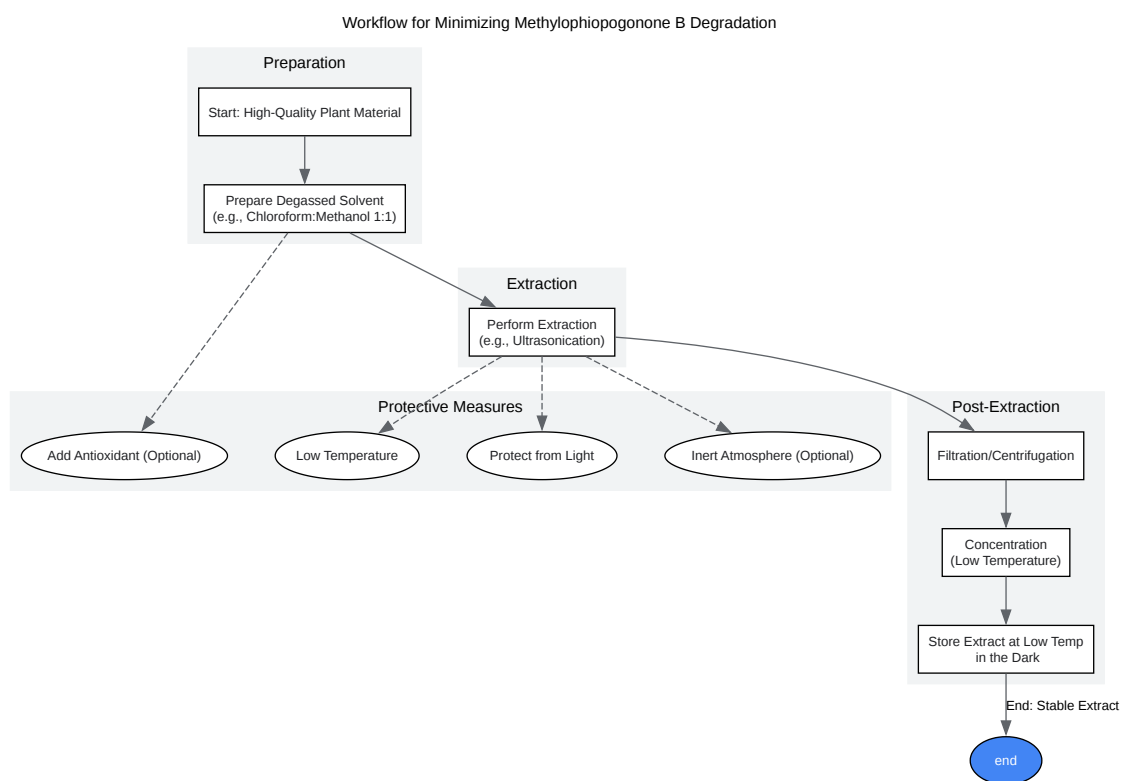 Workflow for Minimizing Methylophiopogonone B Degradation
Preparation
Start: High-Quality Plant Material
Prepare Degassed Solvent
(e.g., Chloroform:Methanol 1:1)
Extraction
Perform Extraction
(e.g., Ultrasonication)
Protective Measures
Add Antioxidant (Optional)
Low Temperature
Protect from Light
Inert Atmosphere (Optional)
Post-Extraction
Filtration/Centrifugation
Concentration
(Low Temperature)
Store Extract at Low Temp
in the Dark
End: Stable Extract
end